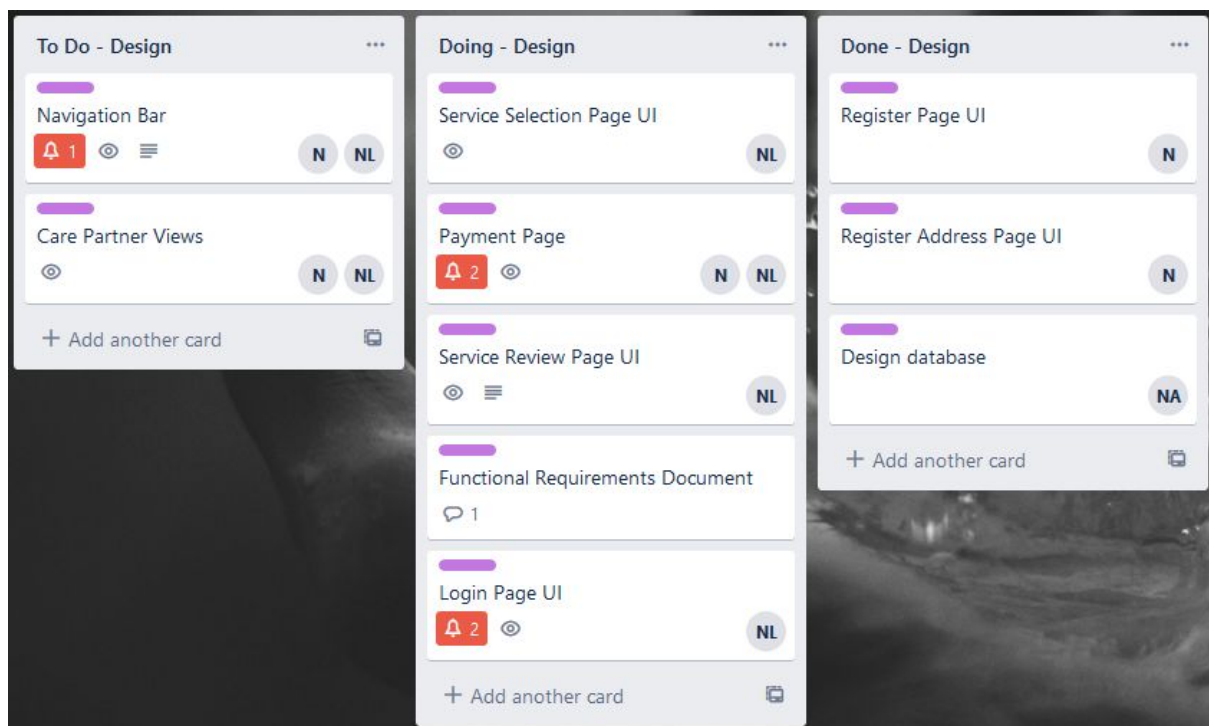 To Do - Design
Navigation Bar
1
N NL
Care Partner Views
N NL
+ Add another card
Doing - Design
Service Selection Page UI
NL
Payment Page
2
N NL
Service Review Page UI
NL
Functional Requirements Document
1
Login Page UI
2
NL
+ Add another card
Done - Design
Register Page UI
N
Register Address Page UI
N
Design database
NA
+ Add another card